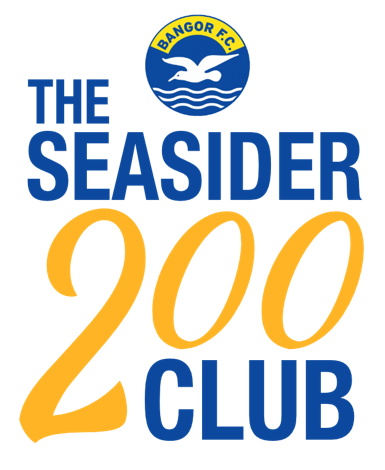 BANGOR F.C.
THE
SEASIDER
200
CLUB